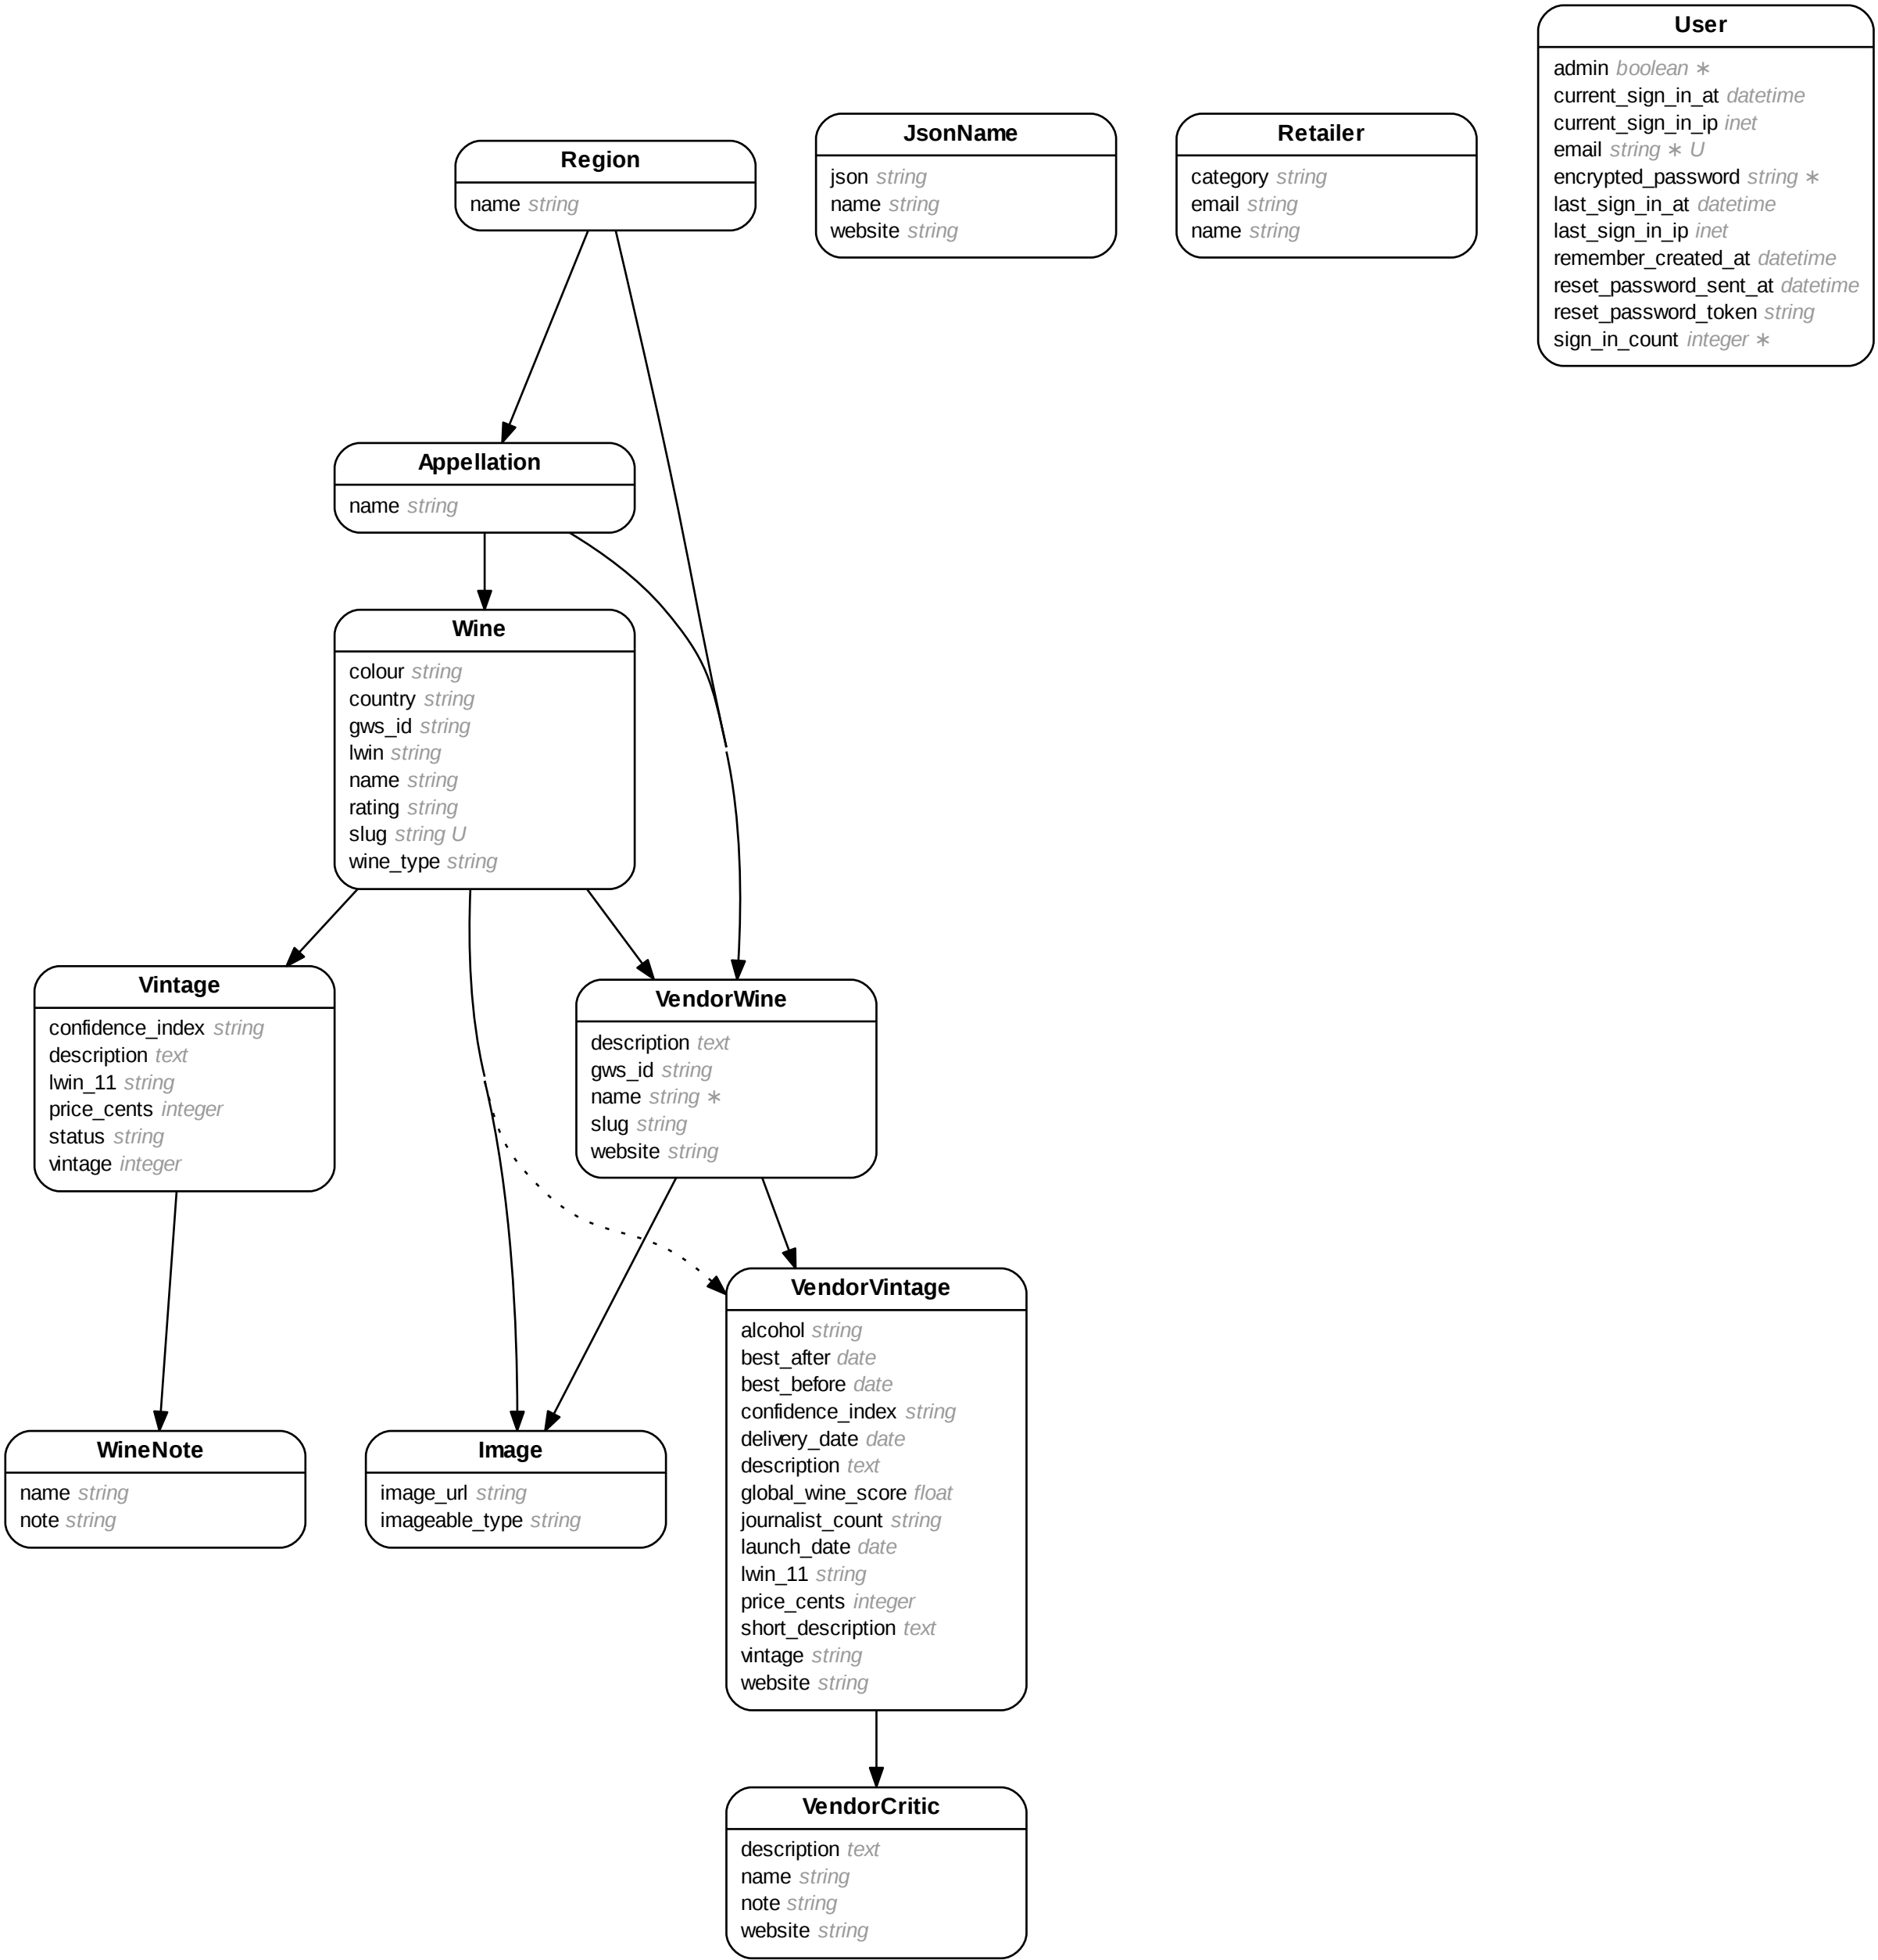 User
admin boolean ∗
current_sign_in_at datetime
current_sign_in_ip inet
email string ∗ U
encrypted_password string ∗
last_sign_in_at datetime
last_sign_in_ip inet
remember_created_at datetime
reset_password_sent_at datetime
reset_password_token string
sign_in_count integer ∗
Region
name string
JsonName
json string
name string
website string
Retailer
category string
email string
name string
Appellation
name string
Wine
colour string
country string
gws_id string
lwin string
name string
rating string
slug string U
wine_type string
Vintage
confidence_index string
description text
lwin_11 string
price_cents integer
status string
vintage integer
VendorWine
description text
gws_id string
name string ∗
slug string
website string
VendorVintage
alcohol string
best_after date
best_before date
confidence_index string
delivery_date date
description text
global_wine_score float
journalist_count string
launch_date date
lwin_11 string
price_cents integer
short_description text
vintage string
website string
WineNote
name string
note string
Image
image_url string
imageable_type string
VendorCritic
description text
name string
note string
website string